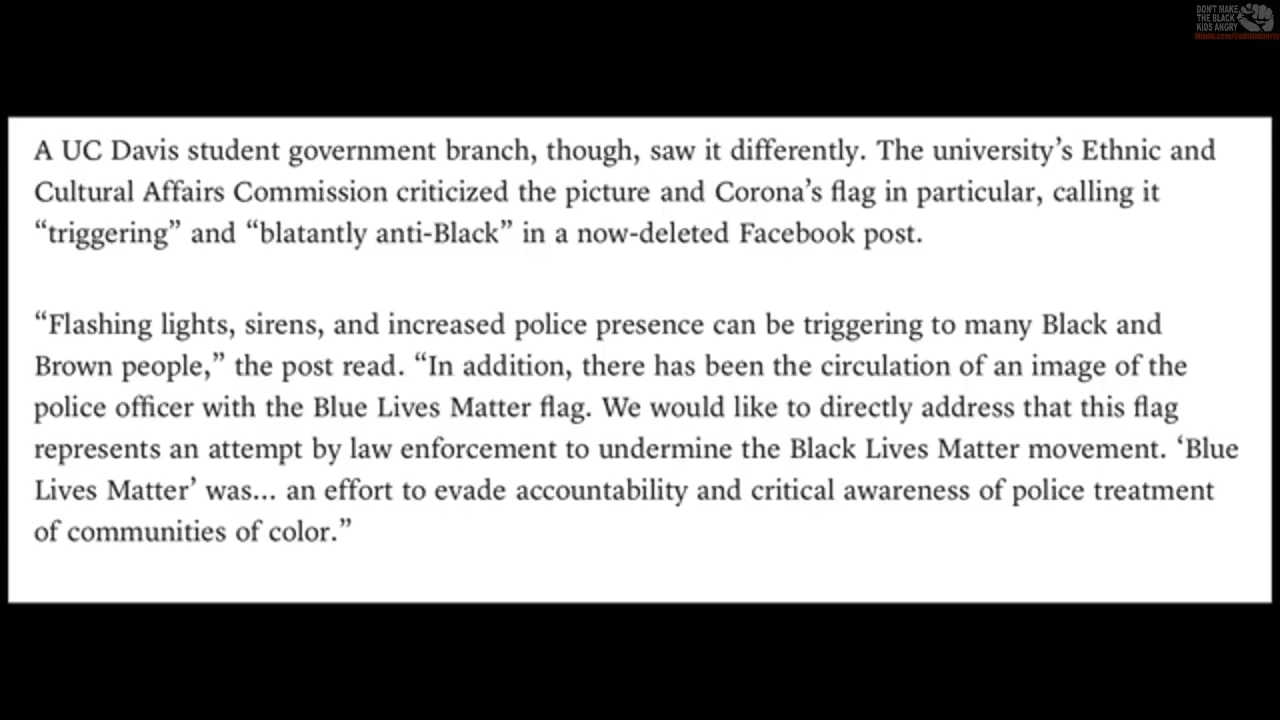 DON'T MAKE
THE BLACK
KIDS ANGRY
A UC Davis student government branch, though, saw it differently. The university’s Ethnic and
Cultural Affairs Commission criticized the picture and Corona’s flag in particular, calling it
“triggering” and “blatantly anti-Black” in a now-deleted Facebook post.
“Flashing lights, sirens, and increased police presence can be triggering to many Black and
Brown people,” the post read. “In addition, there has been the circulation of an image of the
police officer with the Blue Lives Matter flag. We would like to directly address that this flag
represents an attempt by law enforcement to undermine the Black Lives Matter movement. ‘Blue
Lives Matter’ was... an effort to evade accountability and critical awareness of police treatment
of communities of color.”